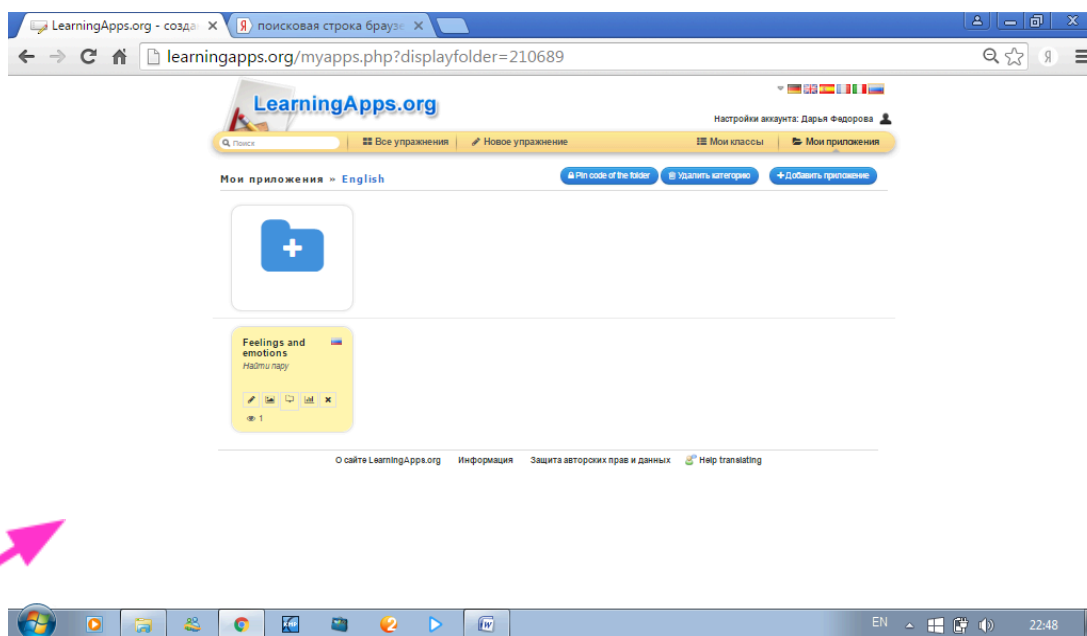 LearningApps.org - созда
поисковая строка браузе
learningapps.org/myapps.php?displayfolder=210689
Я
LearningApps.org
Настройки аккаунта: Дарья Федорова
Поиск
Все упражнения
Новое упражнение
Мои классы
Мои приложения
Мои приложения » English
Pin code of the folder
Удалить категорию
Добавить приложение
Feelings and
emotions
Найти пару
1
О сайте LearningApps.org Информация Защита авторских прав и данных Help translating
EN
22:48